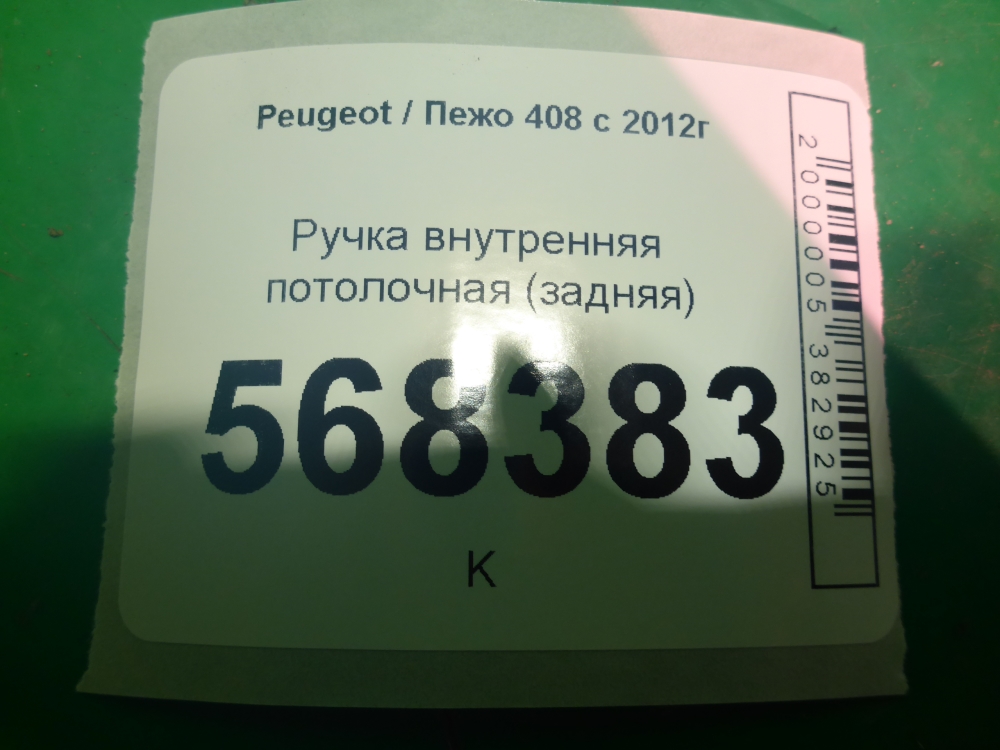 Peugeot / Пежо 408 с 2012г
Ручка внутренняя
потолочная (задняя)
568383
К
2000005382925